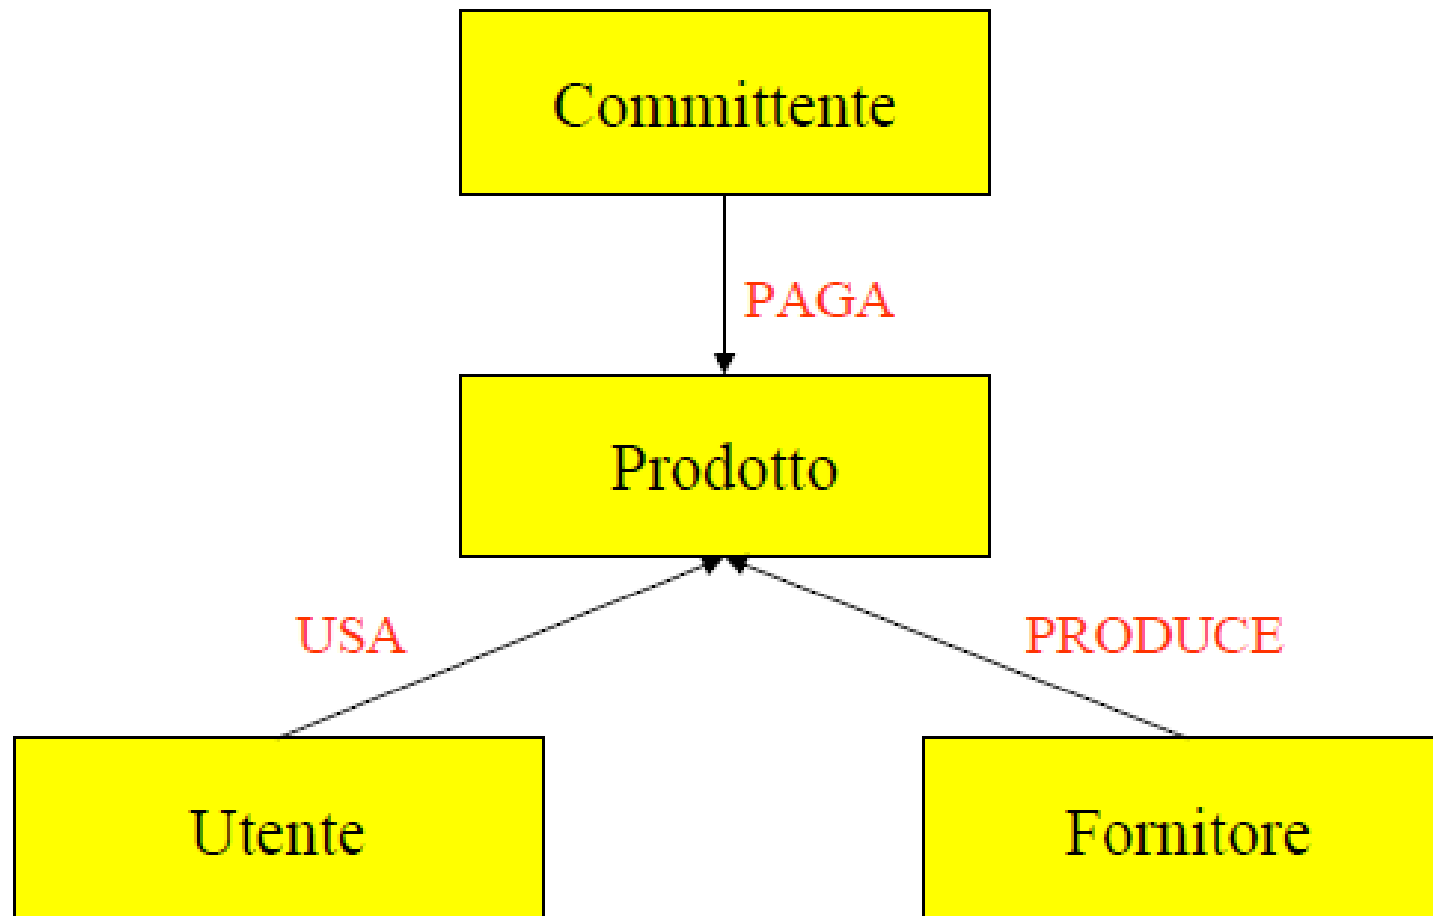 Committente
PAGA
Prodotto
USA
PRODUCE
Utente
Fornitore